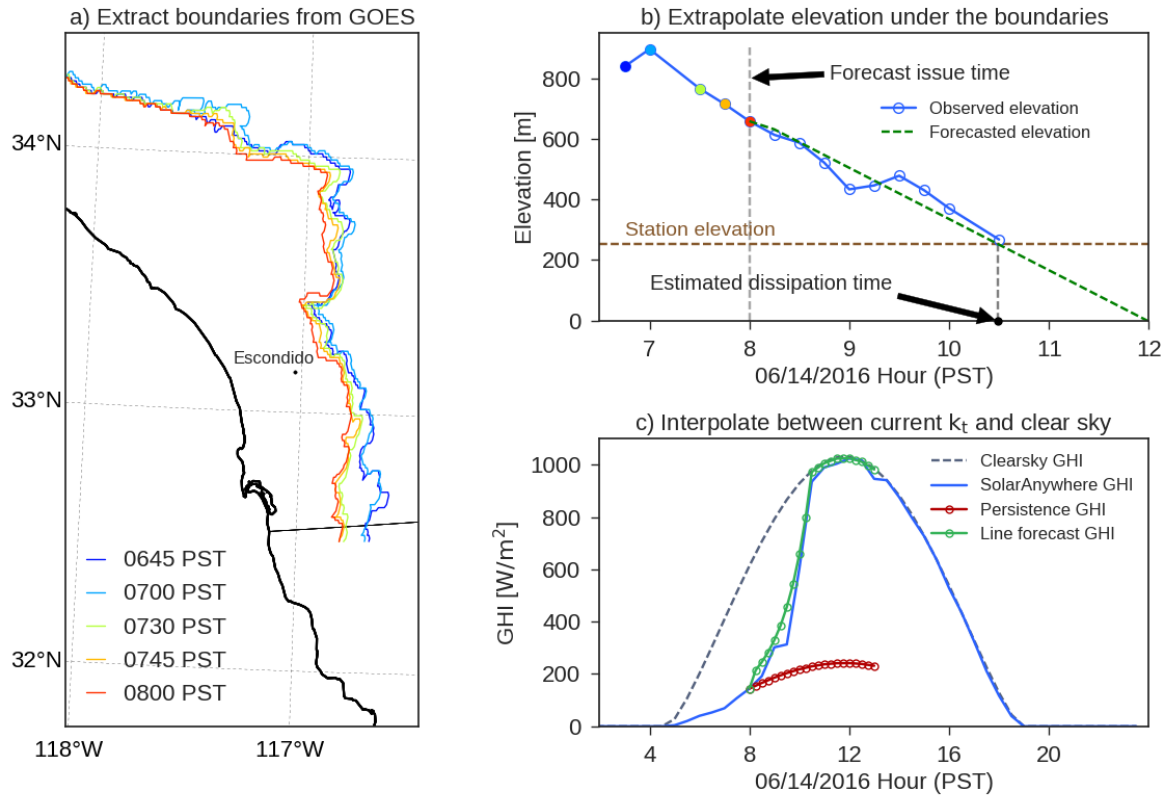 a) Extract boundaries from GOES
34°N
33°N
32°N
118°W
117°W
Escondido
0645 PST
0700 PST
0730 PST
0745 PST
0800 PST
b) Extrapolate elevation under the boundaries
Elevation [m]
800
600
400
200
0
Forecast issue time
Observed elevation
Forecasted elevation
Station elevation
Estimated dissipation time
7 8 9 10 11 12
06/14/2016 Hour (PST)
c) Interpolate between current kt and clear sky
GHI [W/m²]
1000
800
600
400
200
0
Clearsky GHI
SolarAnywhere GHI
Persistence GHI
Line forecast GHI
4 8 12 16 20
06/14/2016 Hour (PST)